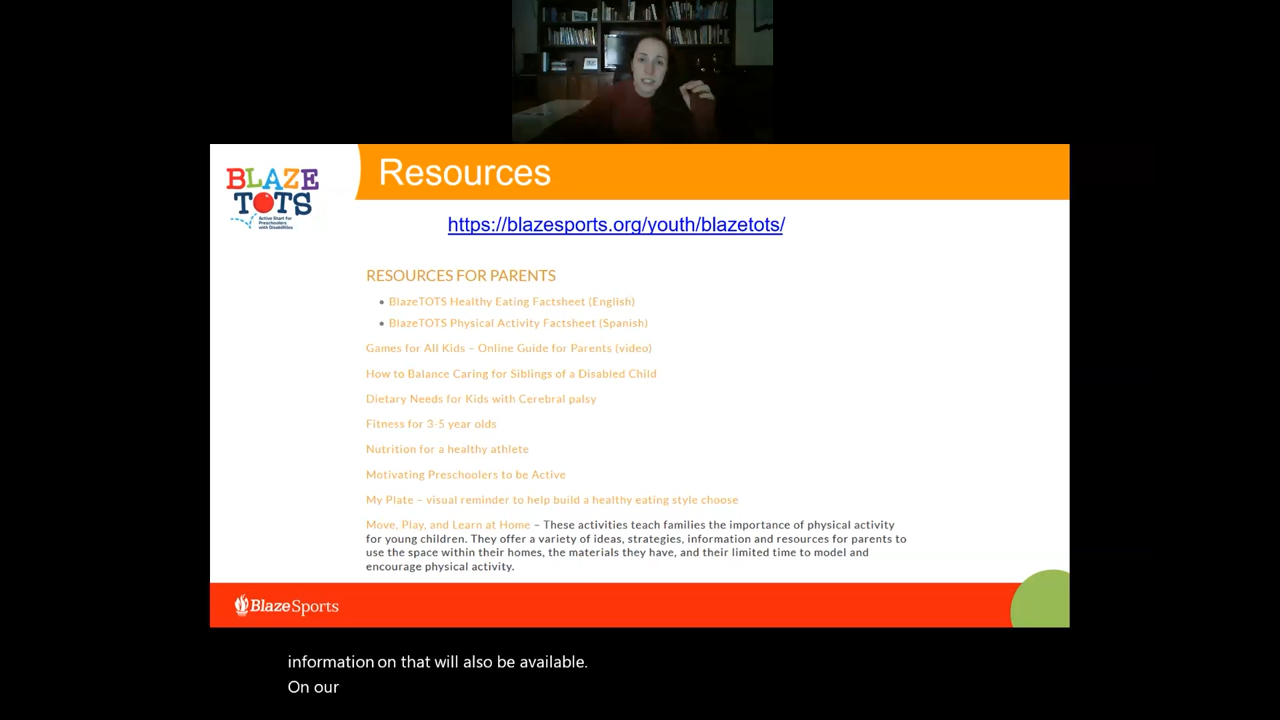 BLAZE
TOTS
Active Start for
Preschoolers
with Disabilities
Resources
https://blazesports.org/youth/blazetots/
RESOURCES FOR PARENTS
• BlazeTOTS Healthy Eating Factsheet (English)
• BlazeTOTS Physical Activity Factsheet (Spanish)
Games for All Kids – Online Guide for Parents (video)
How to Balance Caring for Siblings of a Disabled Child
Dietary Needs for Kids with Cerebral palsy
Fitness for 3-5 year olds
Nutrition for a healthy athlete
Motivating Preschoolers to be Active
My Plate – visual reminder to help build a healthy eating style choose
Move, Play, and Learn at Home – These activities teach families the importance of physical activity
for young children. They offer a variety of ideas, strategies, information and resources for parents to
use the space within their homes, the materials they have, and their limited time to model and
encourage physical activity.
BlazeSports
information on that will also be available.
On our